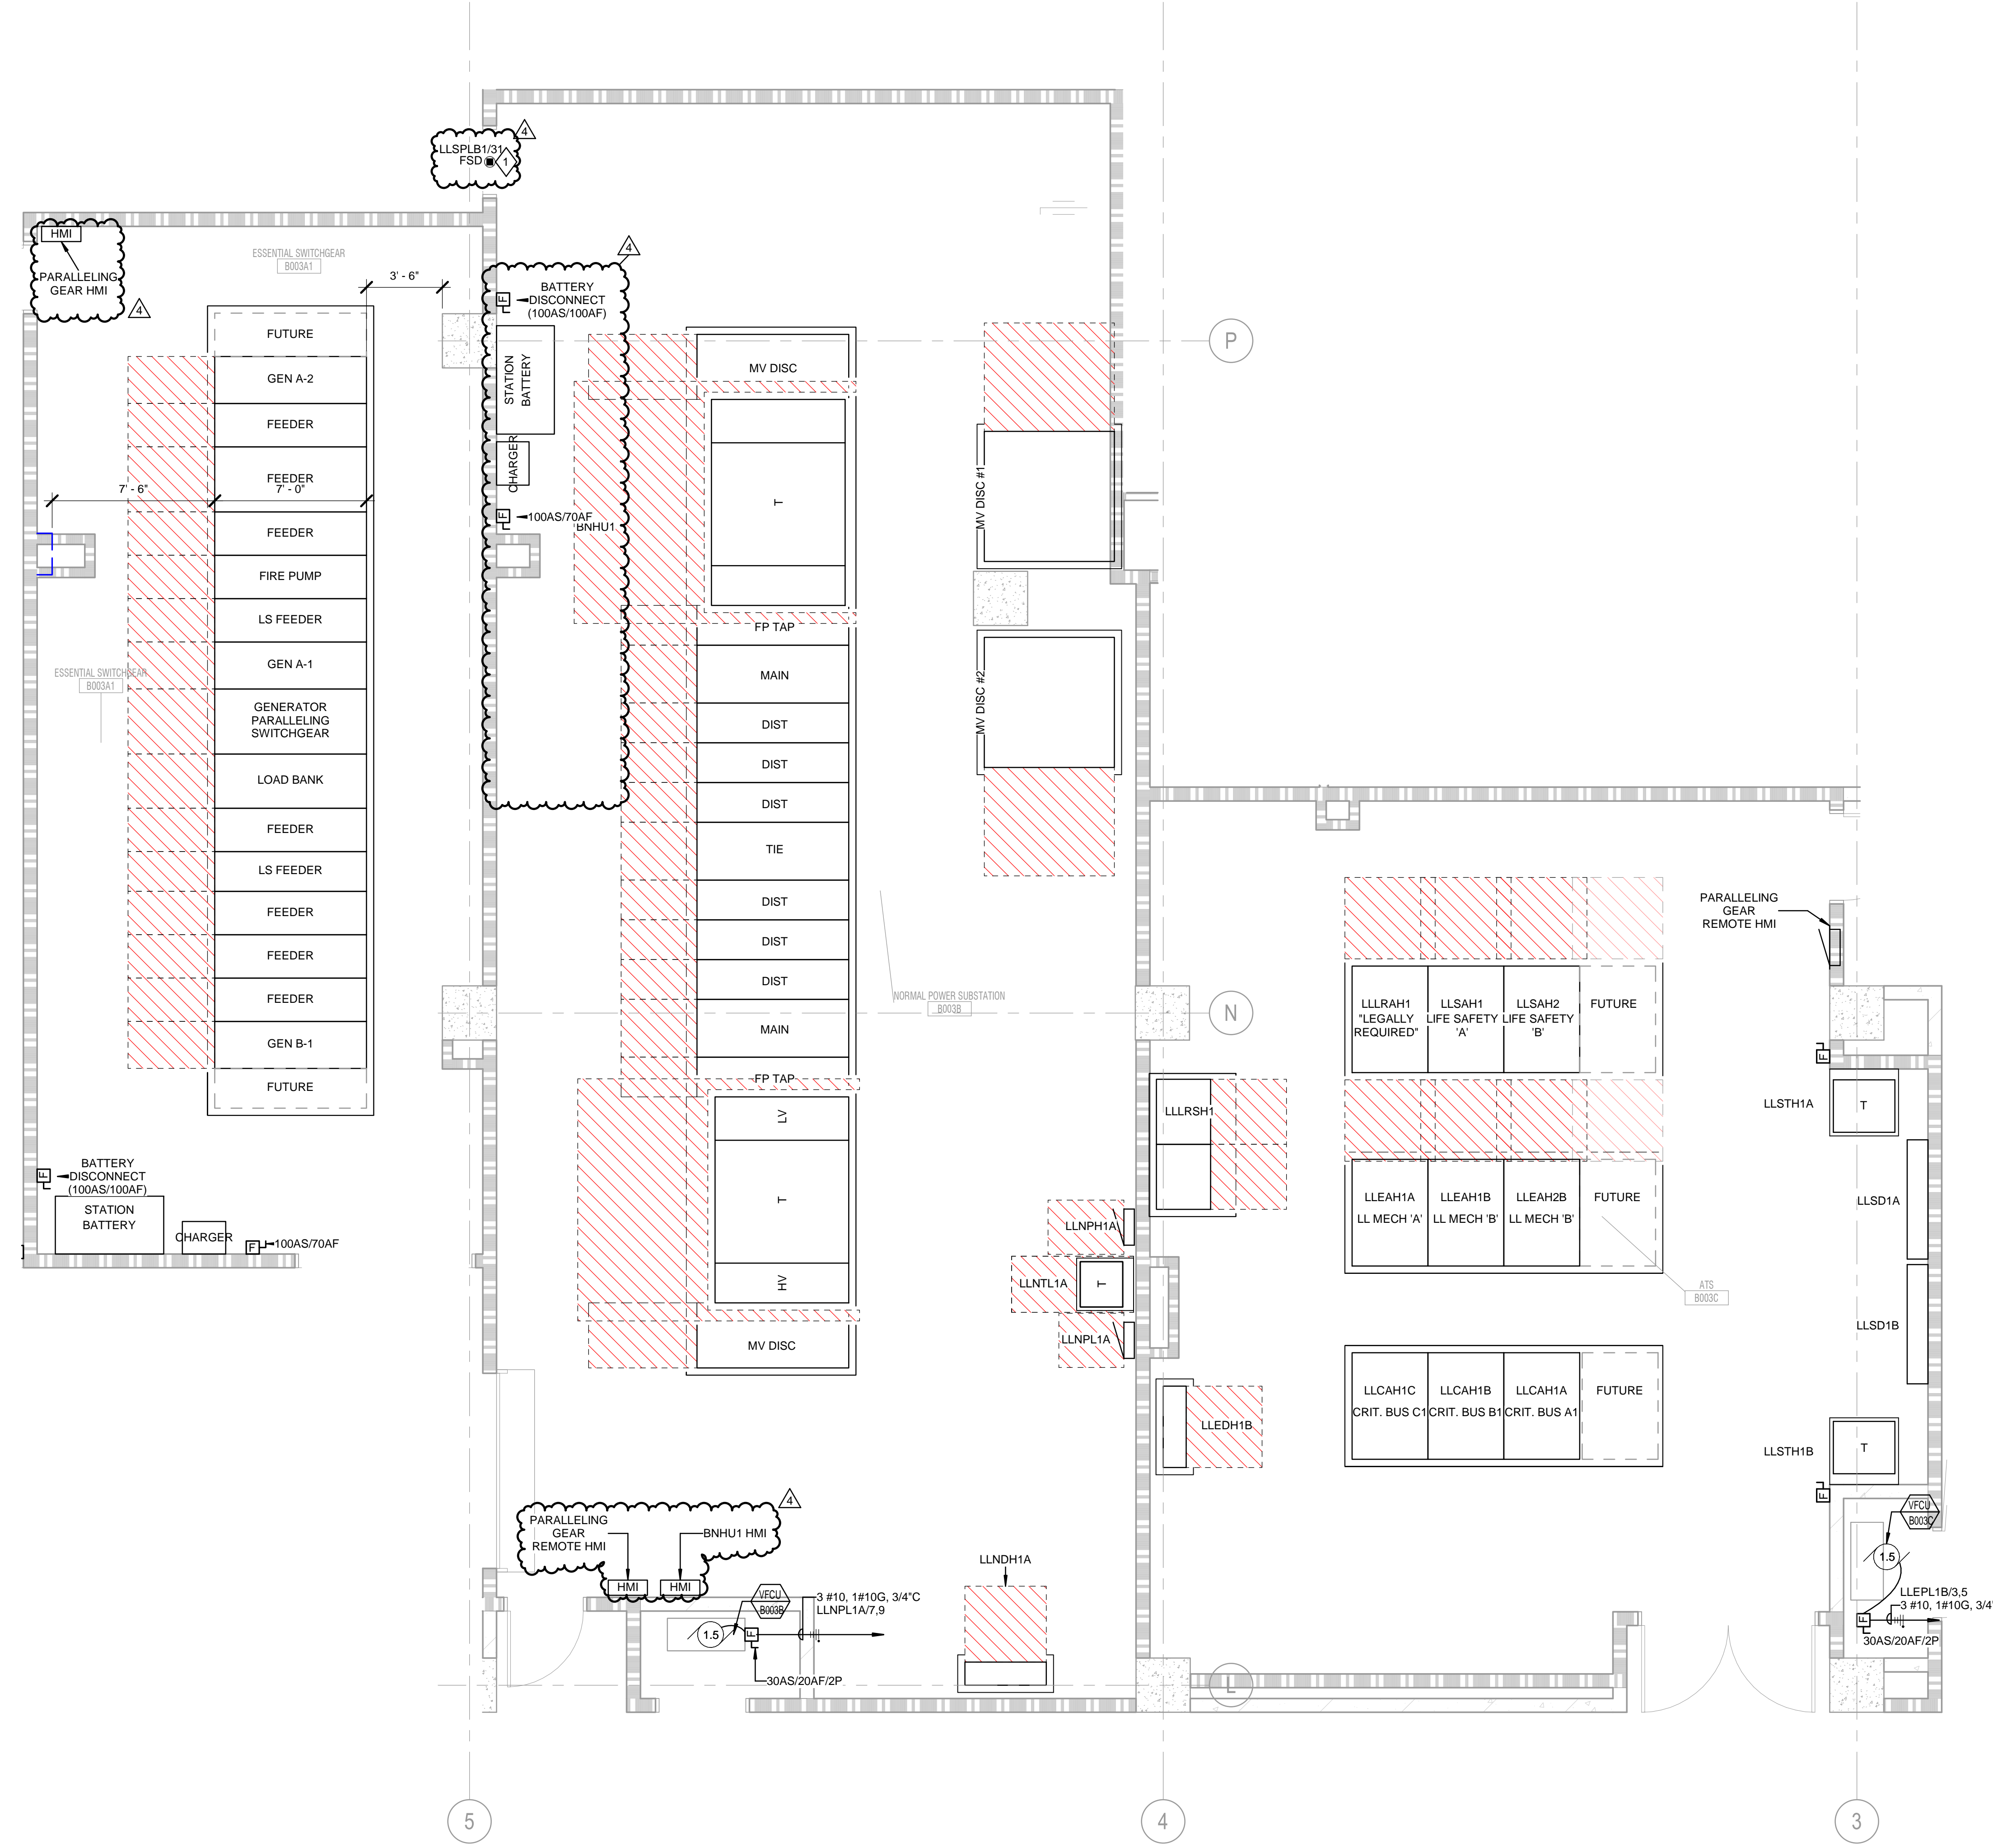 4
LLSPLB1/31
FSD
1
HMI
PARALLELING
GEAR HMI
4
ESSENTIAL SWITCHGEAR
B003A1
3' - 6"
FUTURE
GEN A-2
FEEDER
FEEDER
7' - 6"
7' - 0"
FEEDER
FIRE PUMP
LS FEEDER
GEN A-1
GENERATOR
PARALLELING
SWITCHGEAR
LOAD BANK
FEEDER
LS FEEDER
FEEDER
FEEDER
FEEDER
GEN B-1
FUTURE
ESSENTIAL SWITCHGEAR
B003A1
BATTERY
DISCONNECT
(100AS/100AF)
F
STATION
BATTERY
CHARGER
F
100AS/70AF
4
BATTERY
DISCONNECT
(100AS/100AF)
F
STATION
BATTERY
CHARGER
F
100AS/70AF
BNHU1
MV DISC
T
FP TAP
MAIN
DIST
DIST
DIST
TIE
DIST
DIST
DIST
MAIN
FP TAP
LV
T
HV
MV DISC
MV DISC #1
MV DISC #2
P
N
L
NORMAL POWER SUBSTATION
B003B
LLLRSH1
LLNPH1A
LLNTL1A
T
LLNPL1A
LLEDH1B
PARALLELING
GEAR
REMOTE HMI
LLLRAH1
"LEGALLY
REQUIRED"
LLSAH1
LIFE SAFETY
'A'
LLSAH2
LIFE SAFETY
'B'
FUTURE
LLEAH1A
LL MECH 'A'
LLEAH1B
LL MECH 'B'
LLEAH2B
LL MECH 'B'
FUTURE
ATS
B003C
LLCAH1C
CRIT. BUS C1
LLCAH1B
CRIT. BUS B1
LLCAH1A
CRIT. BUS A1
FUTURE
F
LLSTH1A
T
LLSD1A
LLSD1B
LLSTH1B
T
F
VFCU
B003C
1.5
LLEPL1B/3,5
3 #10, 1#10G, 3/4"
F
30AS/20AF/2P
4
PARALLELING
GEAR
REMOTE HMI
BNHU1 HMI
HMI
HMI
VFCU
B003B
1.5
F
3 #10, 1#10G, 3/4"C
LLNPL1A/7,9
30AS/20AF/2P
LLNDH1A
5
4
3